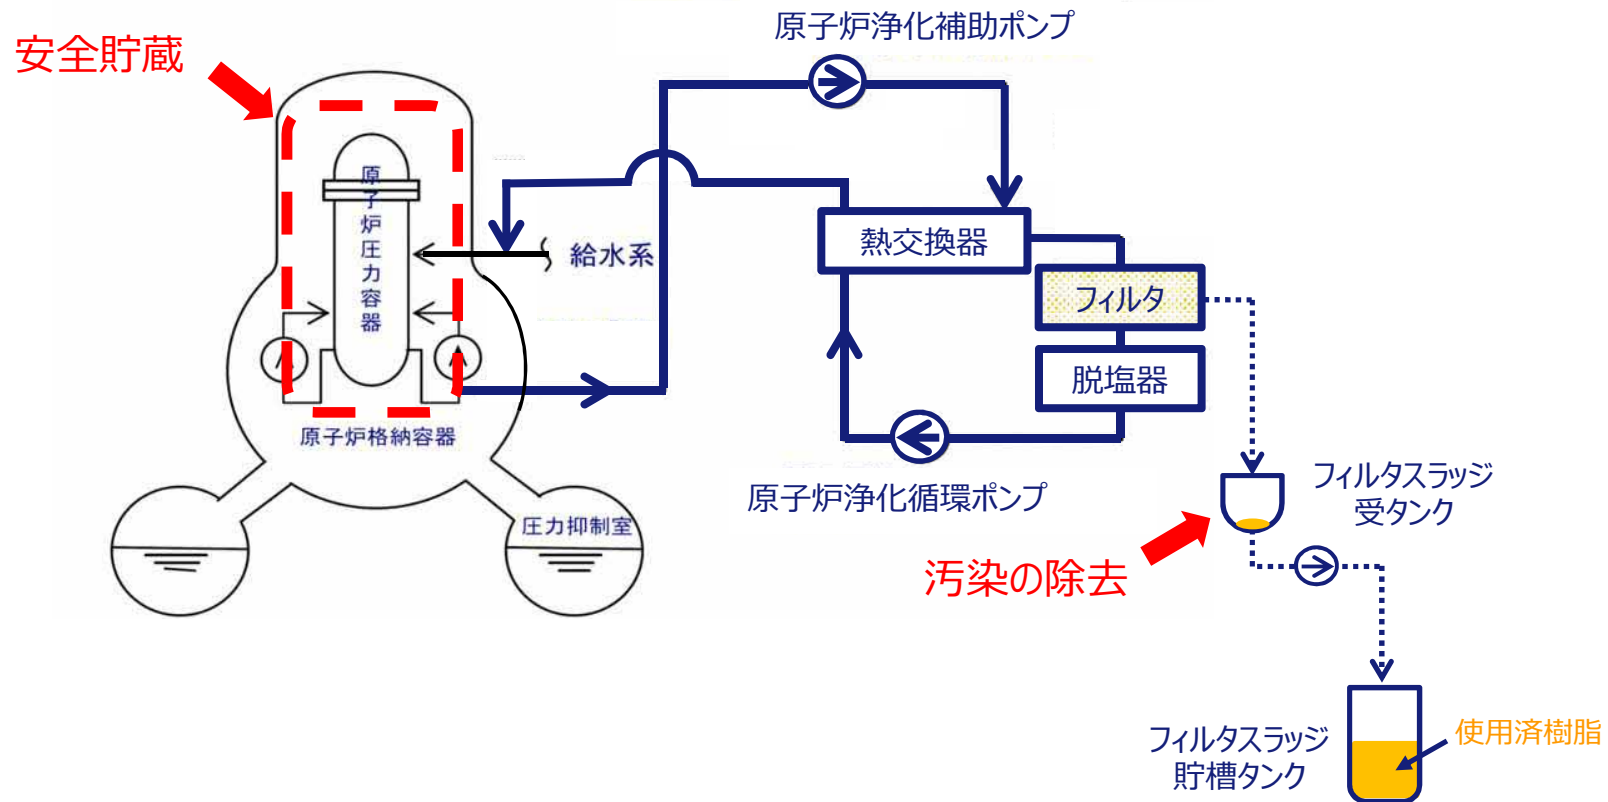 原子炉浄化補助ポンプ
安全貯蔵
原子炉圧力容器
熱交換器
給水系
フィルタ
脱塩器
原子炉格納容器
原子炉浄化循環ポンプ
フィルタスラッジ
受タンク
圧力抑制室
汚染の除去
フィルタスラッジ
貯槽タンク
使用済樹脂